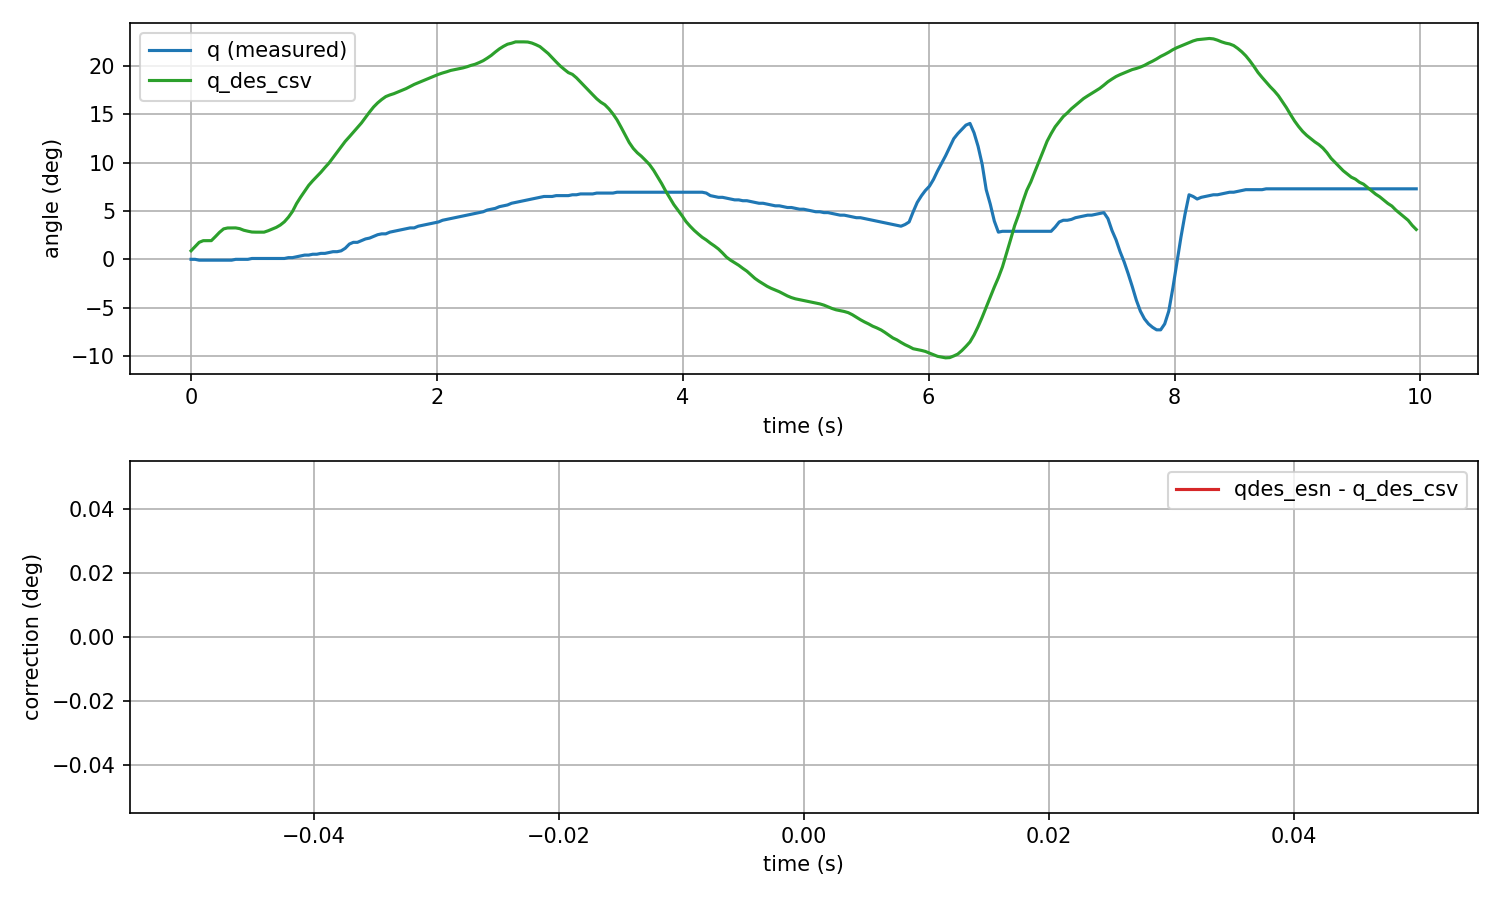 q (measured)
q_des_csv
angle (deg)
20
15
10
5
0
−5
−10
0 2 4 6 8 10
time (s)
qdes_esn - q_des_csv
correction (deg)
0.04
0.02
0.00
−0.02
−0.04
−0.04 −0.02 0.00 0.02 0.04
time (s)